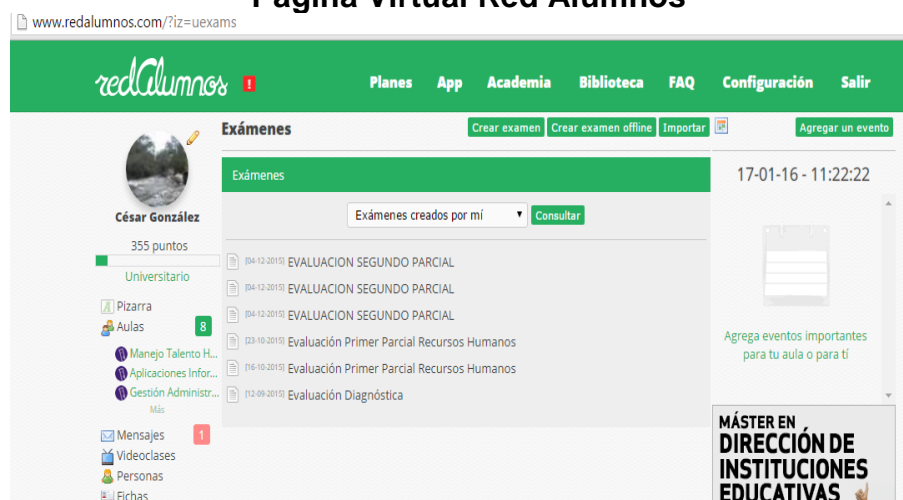 Página Virtual Red Alumnos
www.redalumnos.com/?iz=uexams
redAlumnos !
Planes App Academia Biblioteca FAQ Configuración Salir
César González
355 puntos
Universitario
Pizarra
Aulas 8
Manejo Talento H...
Aplicaciones Infor...
Gestión Administr...
Más
Mensajes 1
Videoclases
Personas
Fichas
Exámenes
Crear examen Crear examen offline Importar
Exámenes
Exámenes creados por mí Consultar
[04-12-2015] EVALUACION SEGUNDO PARCIAL
[04-12-2015] EVALUACION SEGUNDO PARCIAL
[04-12-2015] EVALUACION SEGUNDO PARCIAL
[23-10-2015] Evaluación Primer Parcial Recursos Humanos
[16-10-2015] Evaluación Primer Parcial Recursos Humanos
[12-09-2015] Evaluación Diagnóstica
Agregar un evento
17-01-16 - 11:22:22
Agrega eventos importantes
para tu aula o para tí
MÁSTER EN
DIRECCIÓN DE
INSTITUCIONES
EDUCATIVAS